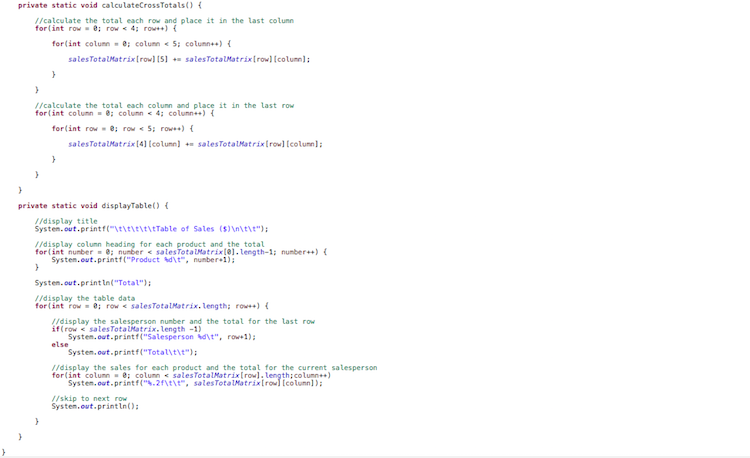 private static void calculateCrossTotals() {
//calculate the total each row and place it in the last column
for(int row = 0; row < 4; row++) {
for(int column = 0; column < 5; column++) {
salesTotalMatrix[row][5] += salesTotalMatrix[row][column];
}
}
//calculate the total each column and place it in the last row
for(int column = 0; column < 4; column++) {
for(int row = 0; row < 5; row++) {
salesTotalMatrix[4][column] += salesTotalMatrix[row][column];
}
}
}
private static void displayTable() {
//display title
System.out.printf("\t\t\t\t\tTable of Sales ($)\n\t\t");
//display column heading for each product and the total
for(int number = 0; number < salesTotalMatrix[0].length-1; number++) {
System.out.printf("Product %d\t", number+1);
}
System.out.println("Total");
//display the table data
for(int row = 0; row < salesTotalMatrix.length; row++) {
//display the salesperson number and the total for the last row
if(row < salesTotalMatrix.length -1)
System.out.printf("Salesperson %d\t", row+1);
else
System.out.printf("Total\t\t");
//display the sales for each product and the total for the current salesperson
for(int column = 0; column < salesTotalMatrix[row].length;column++)
System.out.printf("%.2f\t\t", salesTotalMatrix[row][column]);
//skip to next row
System.out.println();
}
}
}